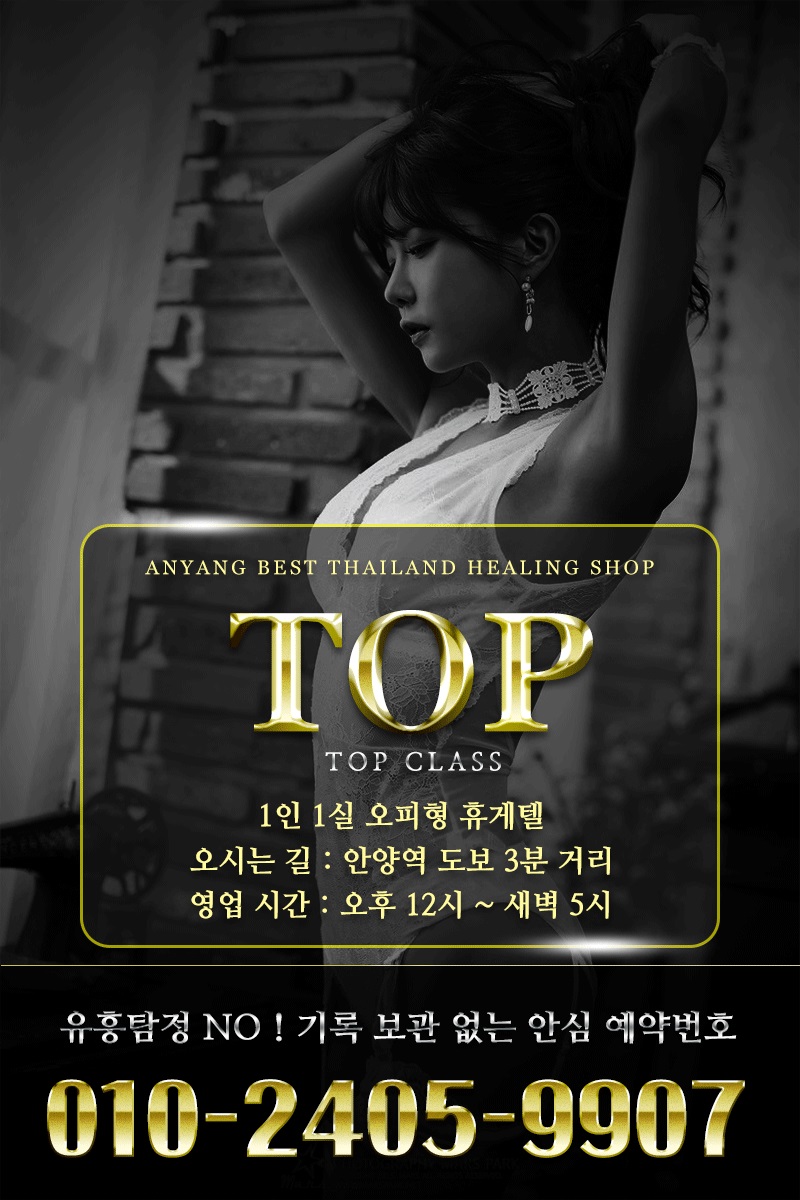 ANYANG BEST THAILAND HEALING SHOP
TOP
TOP CLASS
1인 1실 오피형 휴게텔
오시는 길 : 안양역 도보 3분 거리
영업 시간 : 오후 12시 ~ 새벽 5시
유흥탐정 NO ! 기록 보관 없는 안심 예약번호
010-2405-9907